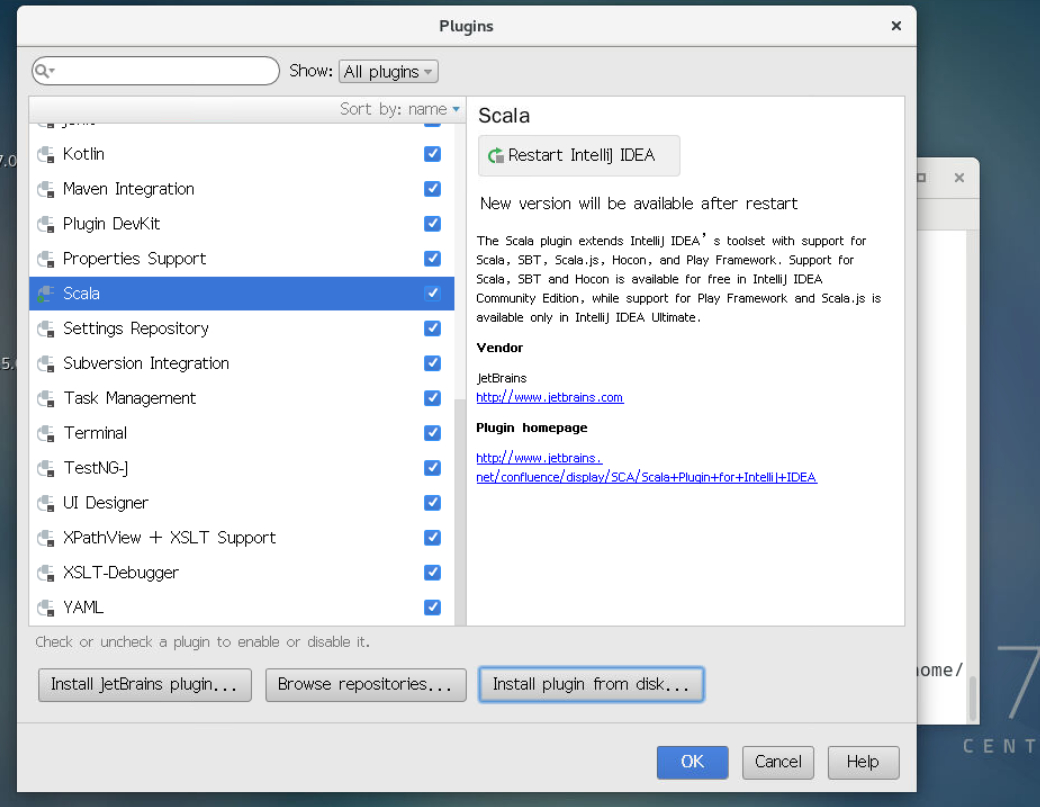 Plugins
Show: All plugins
Sort by: name
Kotlin
Maven Integration
Plugin DevKit
Properties Support
Scala
Settings Repository
Subversion Integration
Task Management
Terminal
TestNG-J
UI Designer
XPathView + XSLT Support
XSLT-Debugger
YAML
Check or uncheck a plugin to enable or disable it.
Install JetBrains plugin...
Browse repositories...
Install plugin from disk...
Scala
Restart IntelliJ IDEA
New version will be available after restart
The Scala plugin extends IntelliJ IDEA’s toolset with support for
Scala, SBT, Scala.js, Hocon, and Play Framework. Support for
Scala, SBT and Hocon is available for free in IntelliJ IDEA
Community Edition, while support for Play Framework and Scala.js is
available only in IntelliJ IDEA Ultimate.
Vendor
JetBrains
http://www.jetbrains.com
Plugin homepage
http://www.jetbrains.
net/confluence/display/SCA/Scala+Plugin+for+IntelliJ+IDEA
OK
Cancel
Help
7.0
5.
ome/
7
CENT